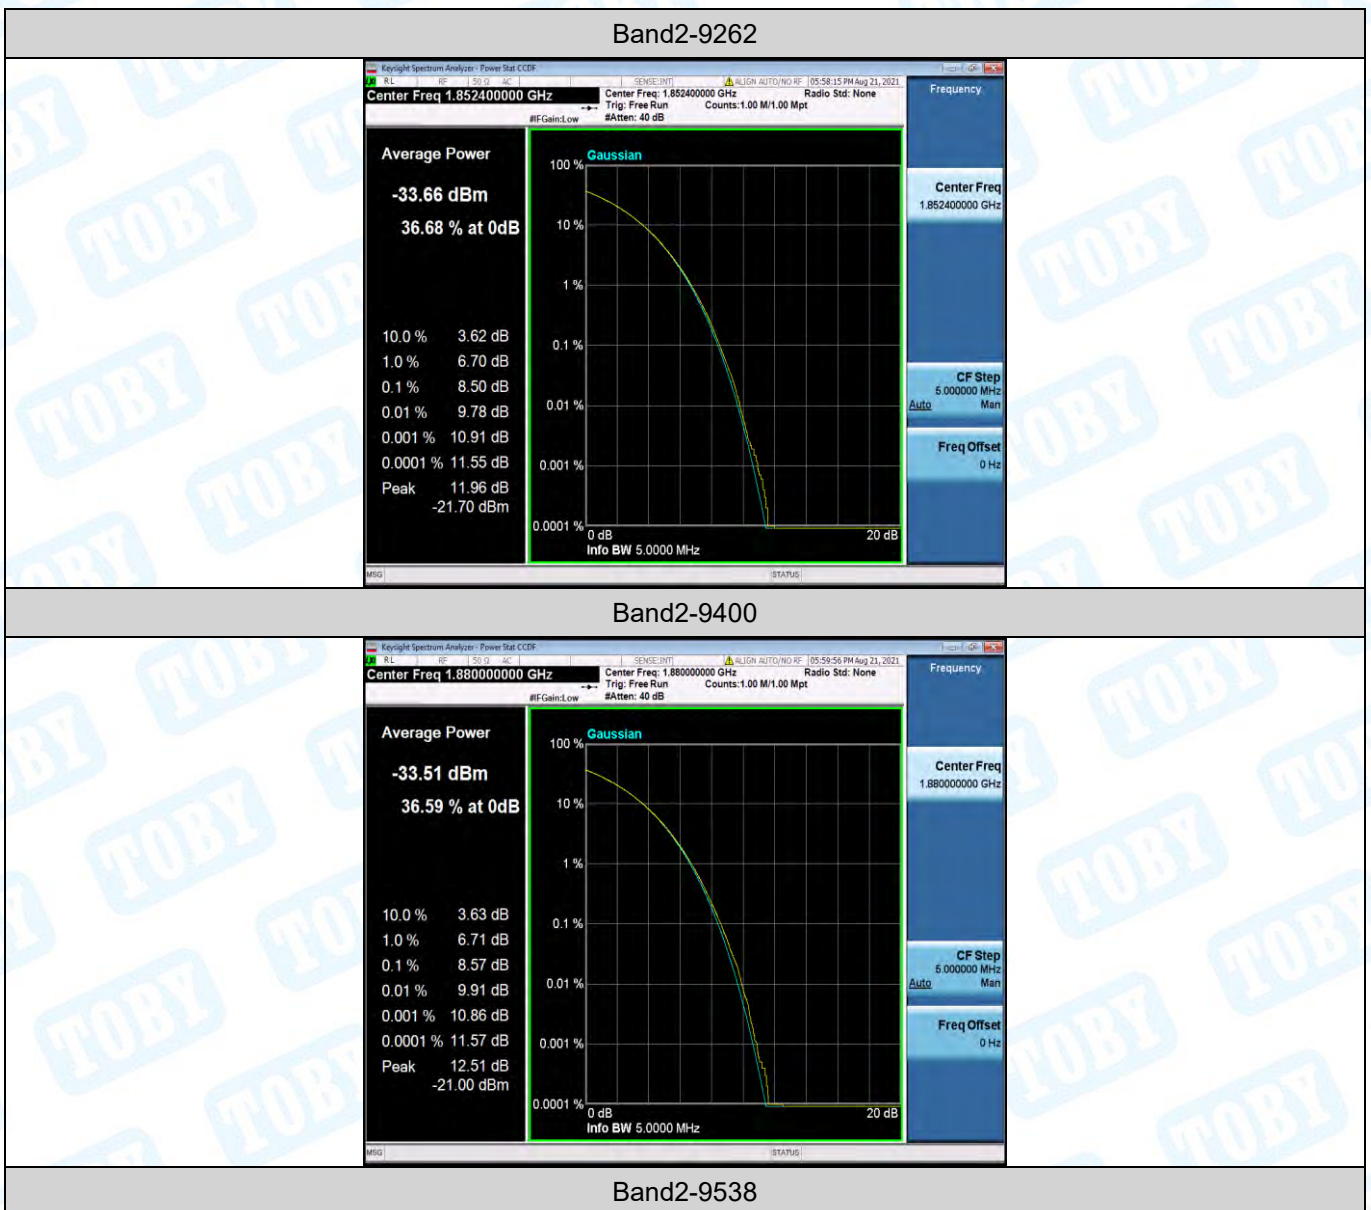 Band2-9262
Keysight Spectrum Analyzer - Power Stat CCDF
RL RF 50 Ω AC SENSE:INT ALIGN AUTO/NO RF 05:58:15 PM Aug 21, 2021
Center Freq 1.852400000 GHz
Center Freq: 1.852400000 GHz Radio Std: None
Trig: Free Run Counts:1.00 M/1.00 Mpt
#IFGain:Low #Atten: 40 dB
Frequency
Average Power
-33.66 dBm
36.68 % at 0dB
10.0 % 3.62 dB
1.0 % 6.70 dB
0.1 % 8.50 dB
0.01 % 9.78 dB
0.001 % 10.91 dB
0.0001 % 11.55 dB
Peak 11.96 dB
-21.70 dBm
Gaussian
100 %
10 %
1 %
0.1 %
0.01 %
0.001 %
0.0001 %
0 dB 20 dB
Info BW 5.0000 MHz
Center Freq
1.852400000 GHz
CF Step
5.000000 MHz
Auto Man
Freq Offset
0 Hz
MSG STATUS
Band2-9400
Keysight Spectrum Analyzer - Power Stat CCDF
RL RF 50 Ω AC SENSE:INT ALIGN AUTO/NO RF 05:59:56 PM Aug 21, 2021
Center Freq 1.880000000 GHz
Center Freq: 1.880000000 GHz Radio Std: None
Trig: Free Run Counts:1.00 M/1.00 Mpt
#IFGain:Low #Atten: 40 dB
Frequency
Average Power
-33.51 dBm
36.59 % at 0dB
10.0 % 3.63 dB
1.0 % 6.71 dB
0.1 % 8.57 dB
0.01 % 9.91 dB
0.001 % 10.86 dB
0.0001 % 11.57 dB
Peak 12.51 dB
-21.00 dBm
Gaussian
100 %
10 %
1 %
0.1 %
0.01 %
0.001 %
0.0001 %
0 dB 20 dB
Info BW 5.0000 MHz
Center Freq
1.880000000 GHz
CF Step
5.000000 MHz
Auto Man
Freq Offset
0 Hz
MSG STATUS
Band2-9538
TOBY